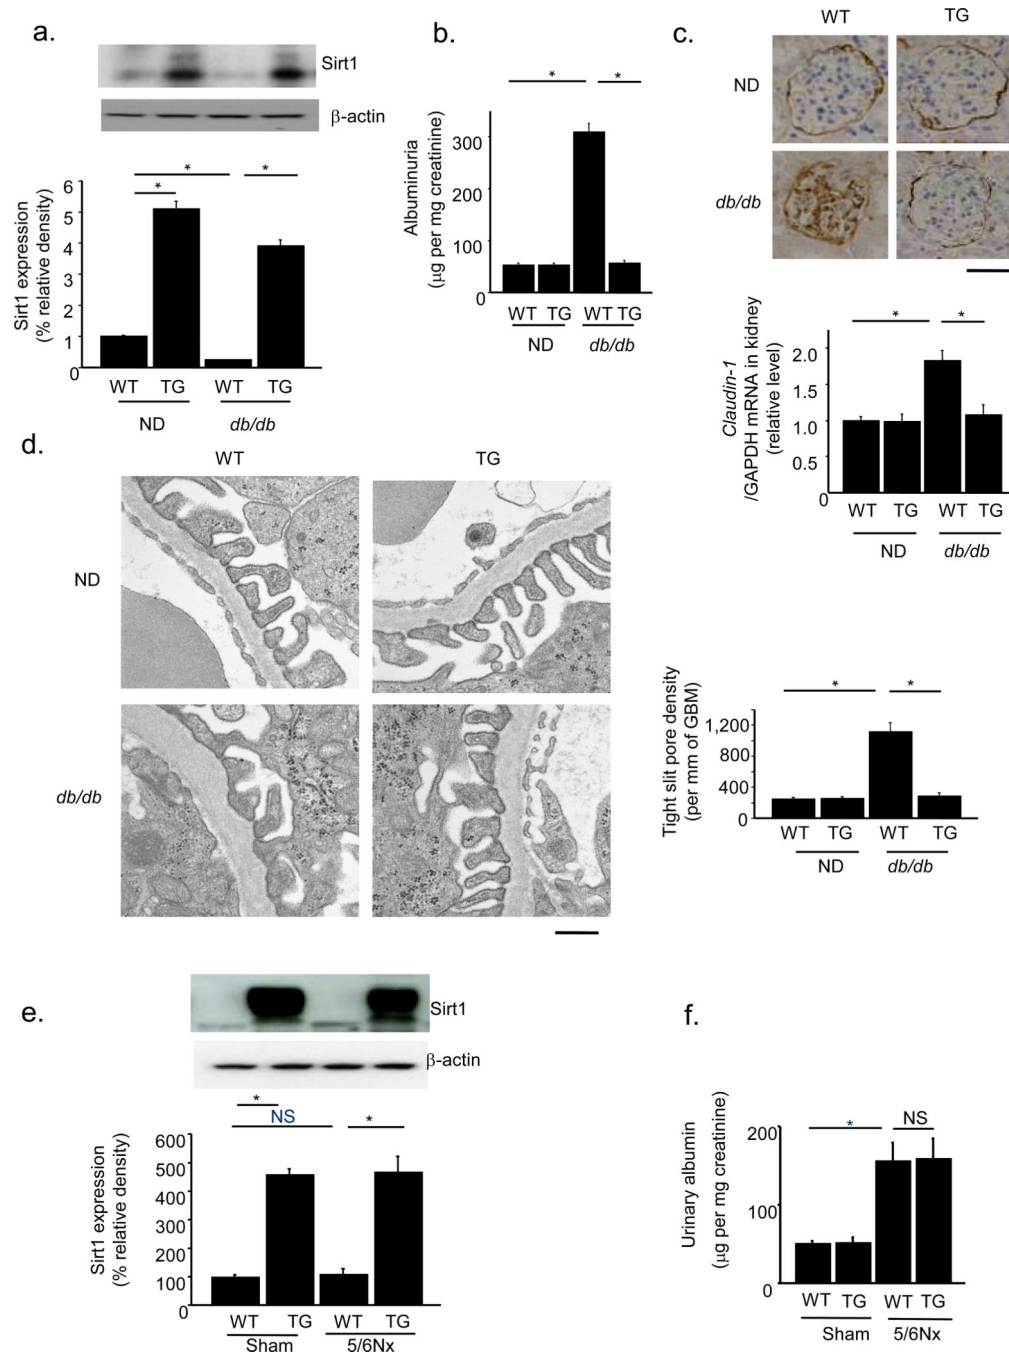 a.
Sirt1
β-actin
*
*
*
Sirt1 expression
(% relative density)
6
5
4
3
2
1
0
WT TG WT TG
ND db/db
b.
* *
Albuminuria
(μg per mg creatinine)
300
200
100
0
WT TG WT TG
ND db/db
c.
WT TG
ND
db/db
* *
Claudin-1
/GAPDH mRNA in kidney
(relative level)
2.0
1.5
1.0
0.5
0
WT TG WT TG
ND db/db
d.
WT TG
ND
db/db
* *
Tight slit pore density
(per mm of GBM)
1,200
800
400
0
WT TG WT TG
ND db/db
e.
Sirt1
β-actin
*
NS
*
Sirt1 expression
(% relative density)
600
500
400
300
200
100
0
WT TG WT TG
Sham 5/6Nx
f.
* NS
Urinary albumin
(μg per mg creatinine)
200
100
0
WT TG WT TG
Sham 5/6Nx